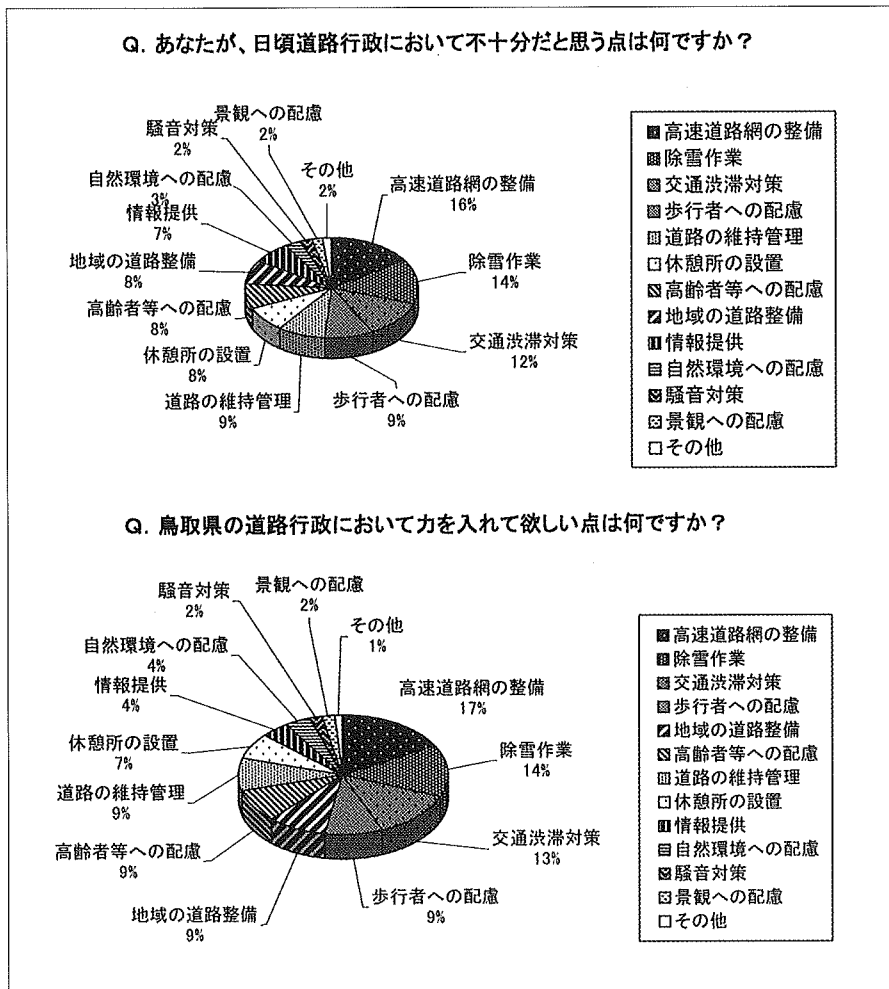 Q. あなたが、日頃道路行政において不十分だと思う点は何ですか？
景観への配慮
2%
騒音対策
2%
その他
2%
自然環境への配慮
3%
高速道路網の整備
16%
情報提供
7%
地域の道路整備
8%
除雪作業
14%
高齢者等への配慮
8%
交通渋滞対策
12%
休憩所の設置
8%
道路の維持管理
9%
歩行者への配慮
9%
高速道路網の整備
除雪作業
交通渋滞対策
歩行者への配慮
道路の維持管理
休憩所の設置
高齢者等への配慮
地域の道路整備
情報提供
自然環境への配慮
騒音対策
景観への配慮
その他
Q. 鳥取県の道路行政において力を入れて欲しい点は何ですか？
騒音対策
2%
景観への配慮
2%
その他
1%
自然環境への配慮
4%
情報提供
4%
高速道路網の整備
17%
休憩所の設置
7%
除雪作業
14%
道路の維持管理
9%
交通渋滞対策
13%
高齢者等への配慮
9%
歩行者への配慮
9%
地域の道路整備
9%
高速道路網の整備
除雪作業
交通渋滞対策
歩行者への配慮
地域の道路整備
高齢者等への配慮
道路の維持管理
休憩所の設置
情報提供
自然環境への配慮
騒音対策
景観への配慮
その他